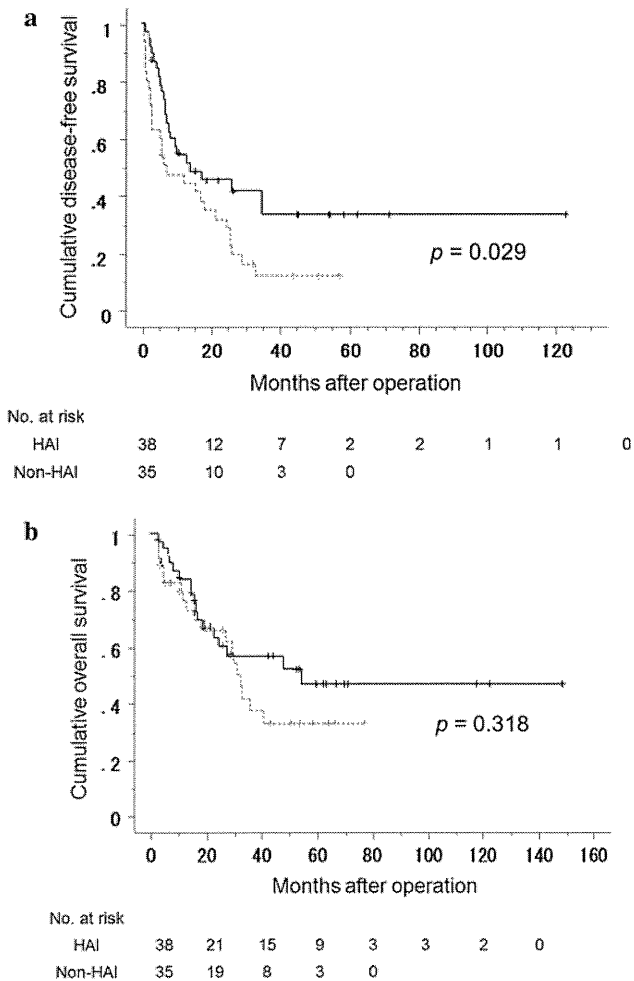 a
Cumulative disease-free survival
1
.8
.6
.4
.2
0
p = 0.029
0 20 40 60 80 100 120
Months after operation
No. at risk
HAI 38 12 7 2 2 1 1 0
Non-HAI 35 10 3 0
b
Cumulative overall survival
1
.8
.6
.4
.2
0
p = 0.318
0 20 40 60 80 100 120 140 160
Months after operation
No. at risk
HAI 38 21 15 9 3 3 2 0
Non-HAI 35 19 8 3 0